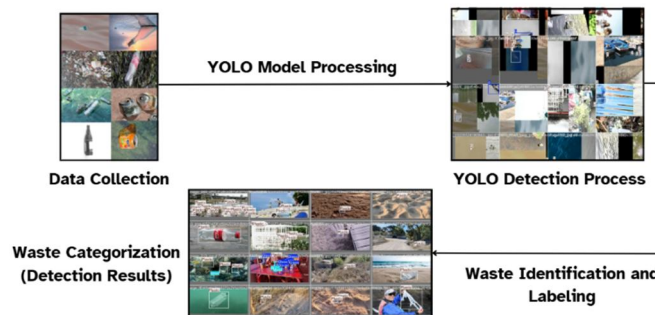 YOLO Model Processing
Data Collection
YOLO Detection Process
Waste Categorization
(Detection Results)
Waste Identification and
Labeling